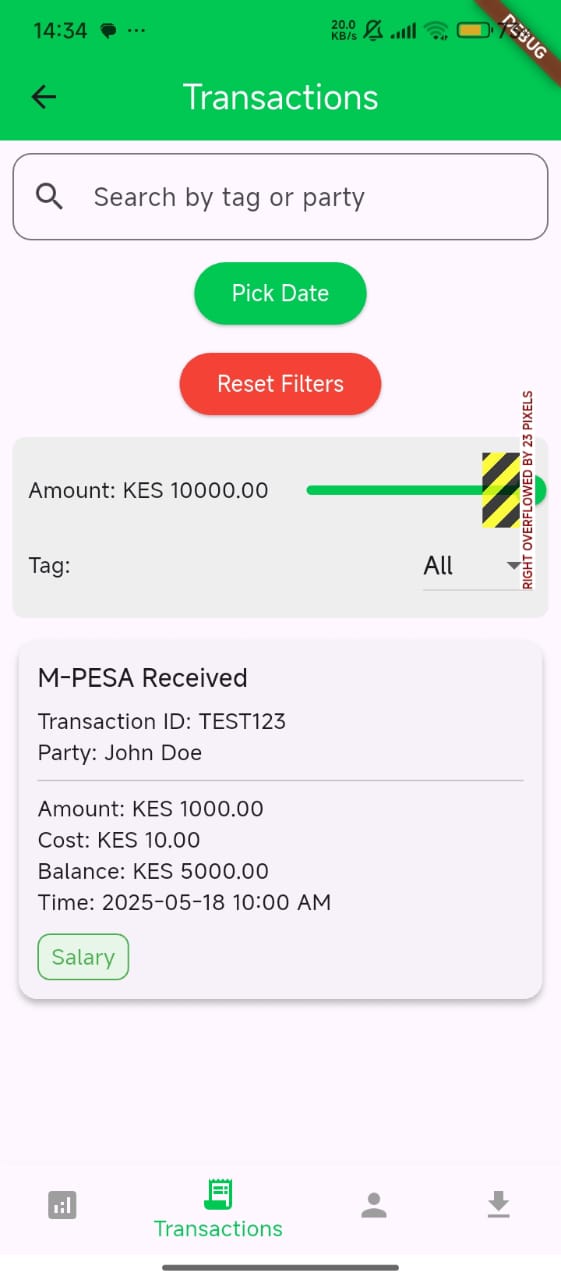 14:34 ...
20.0
KB/s
DEBUG
Transactions
Search by tag or party
Pick Date
Reset Filters
RIGHT OVERFLOWED BY 23 PIXELS
Amount: KES 10000.00
Tag:
All
M-PESA Received
Transaction ID: TEST123
Party: John Doe
Amount: KES 1000.00
Cost: KES 10.00
Balance: KES 5000.00
Time: 2025-05-18 10:00 AM
Salary
Transactions